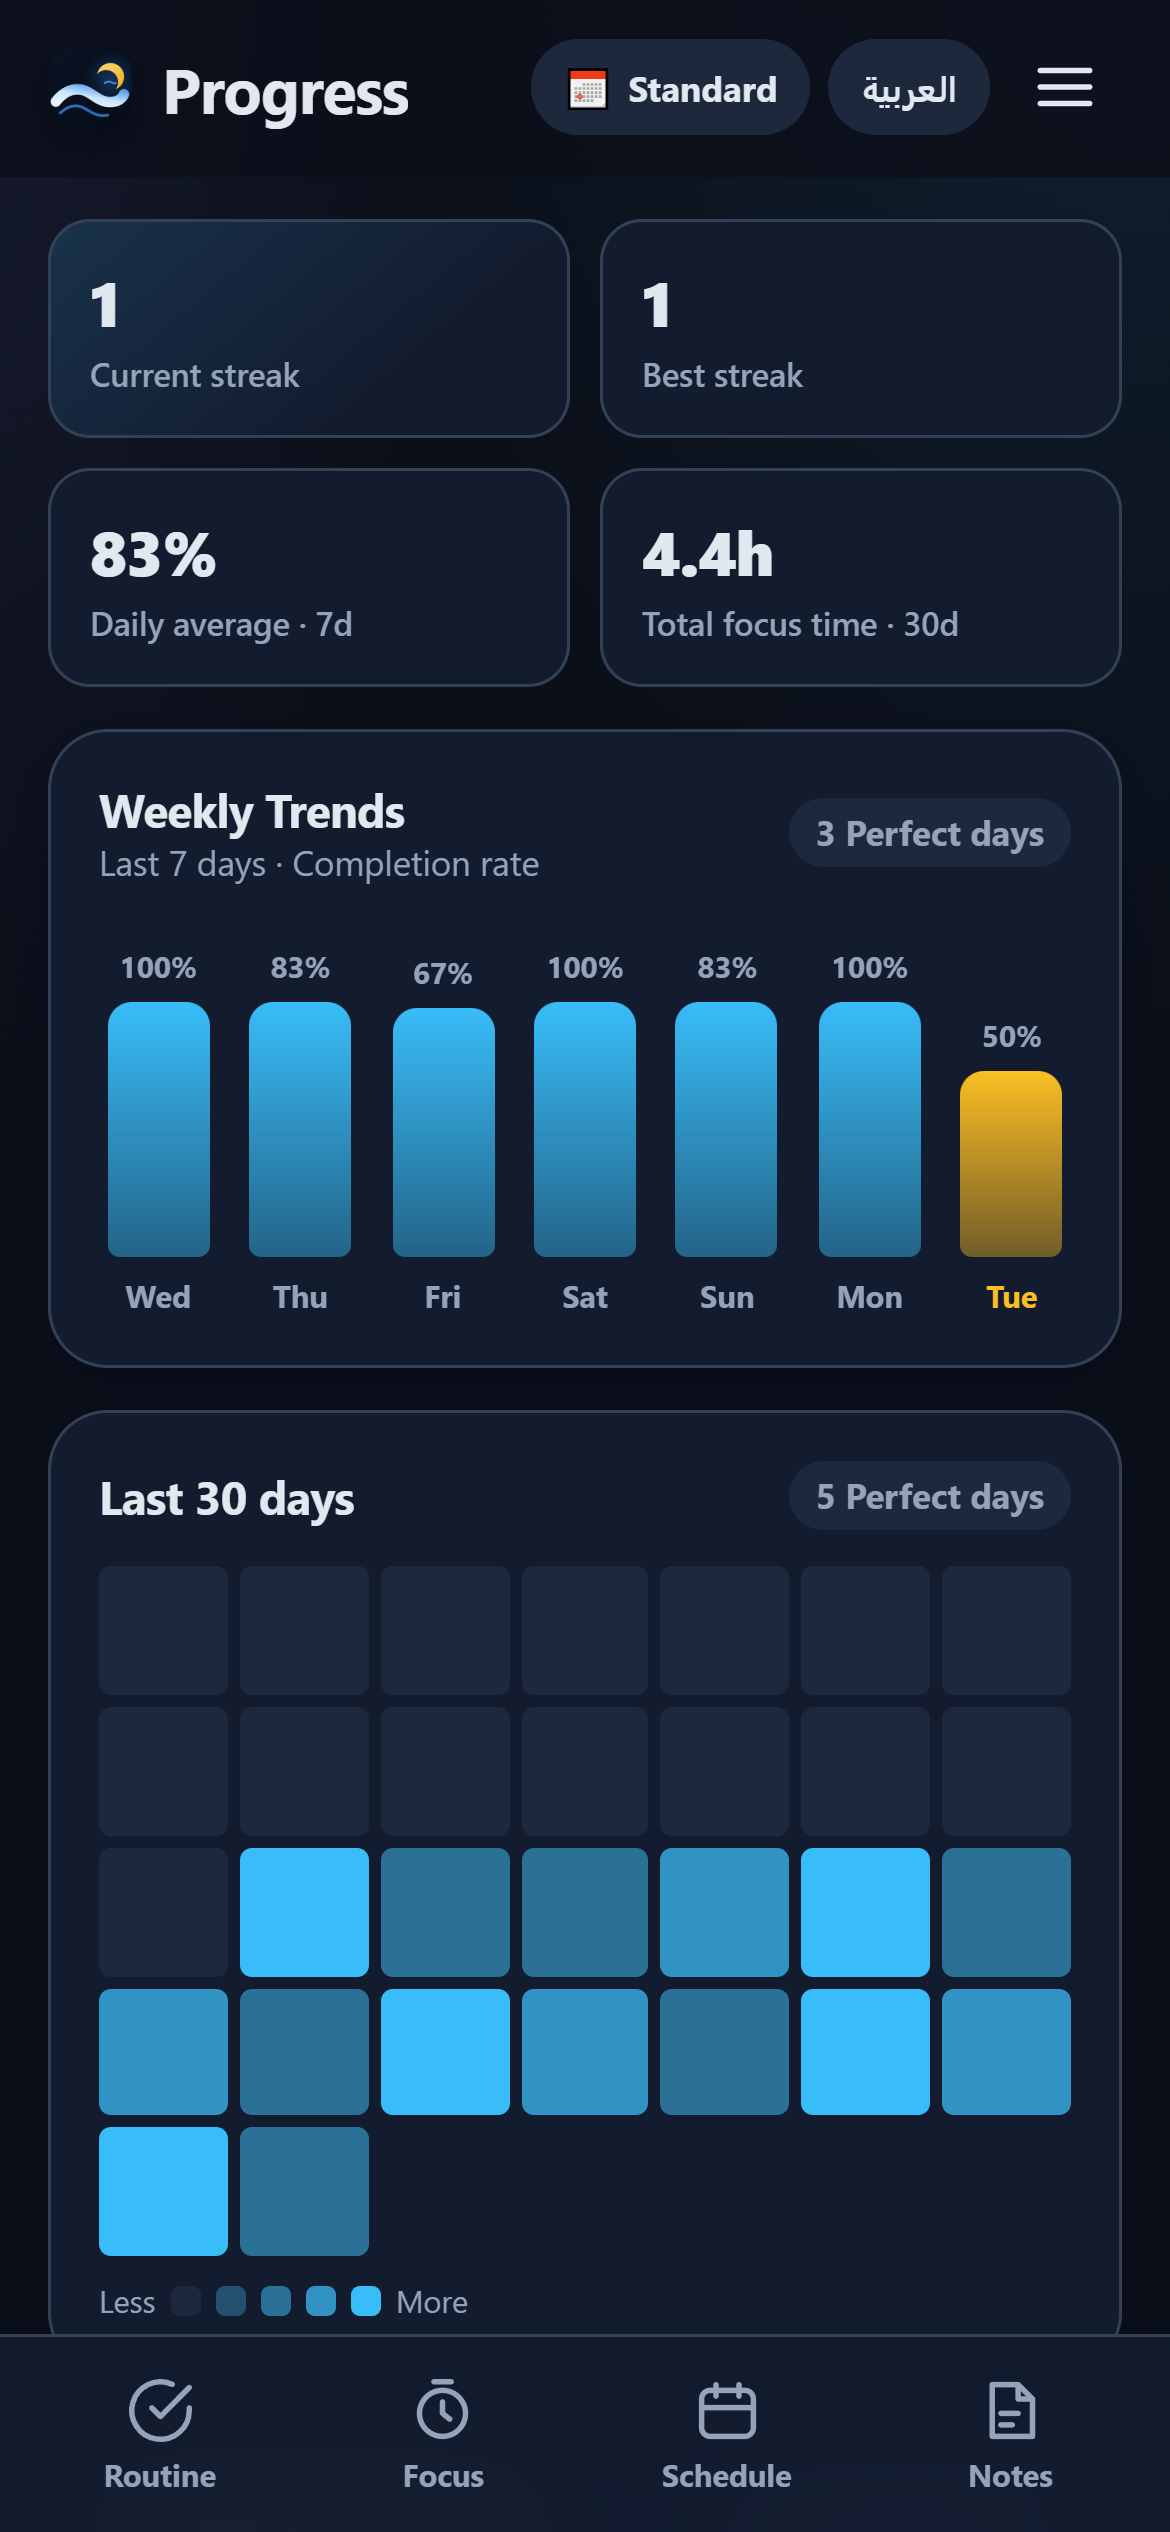 Progress
Standard
العربية
1
Current streak
1
Best streak
83%
Daily average · 7d
4.4h
Total focus time · 30d
Weekly Trends
Last 7 days · Completion rate
3 Perfect days
100% 83% 67% 100% 83% 100% 50%
Wed Thu Fri Sat Sun Mon Tue
Last 30 days
5 Perfect days
Less More
Routine Focus Schedule Notes